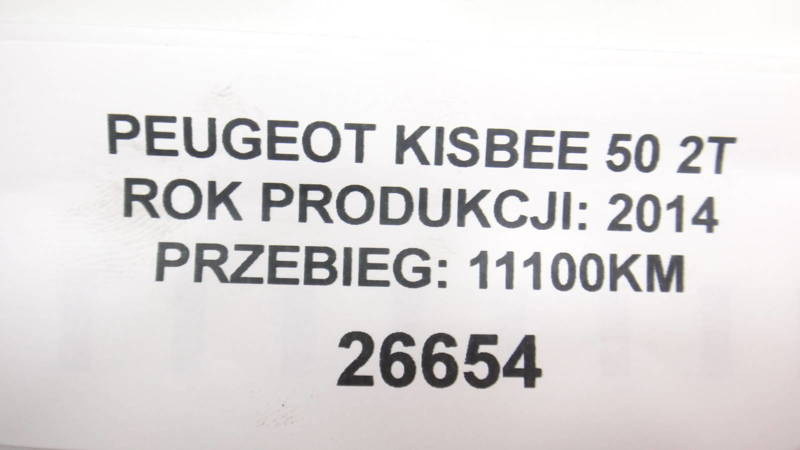 PEUGEOT KISBEE 50 2T
ROK PRODUKCJI: 2014
PRZEBIEG: 11100KM
26654